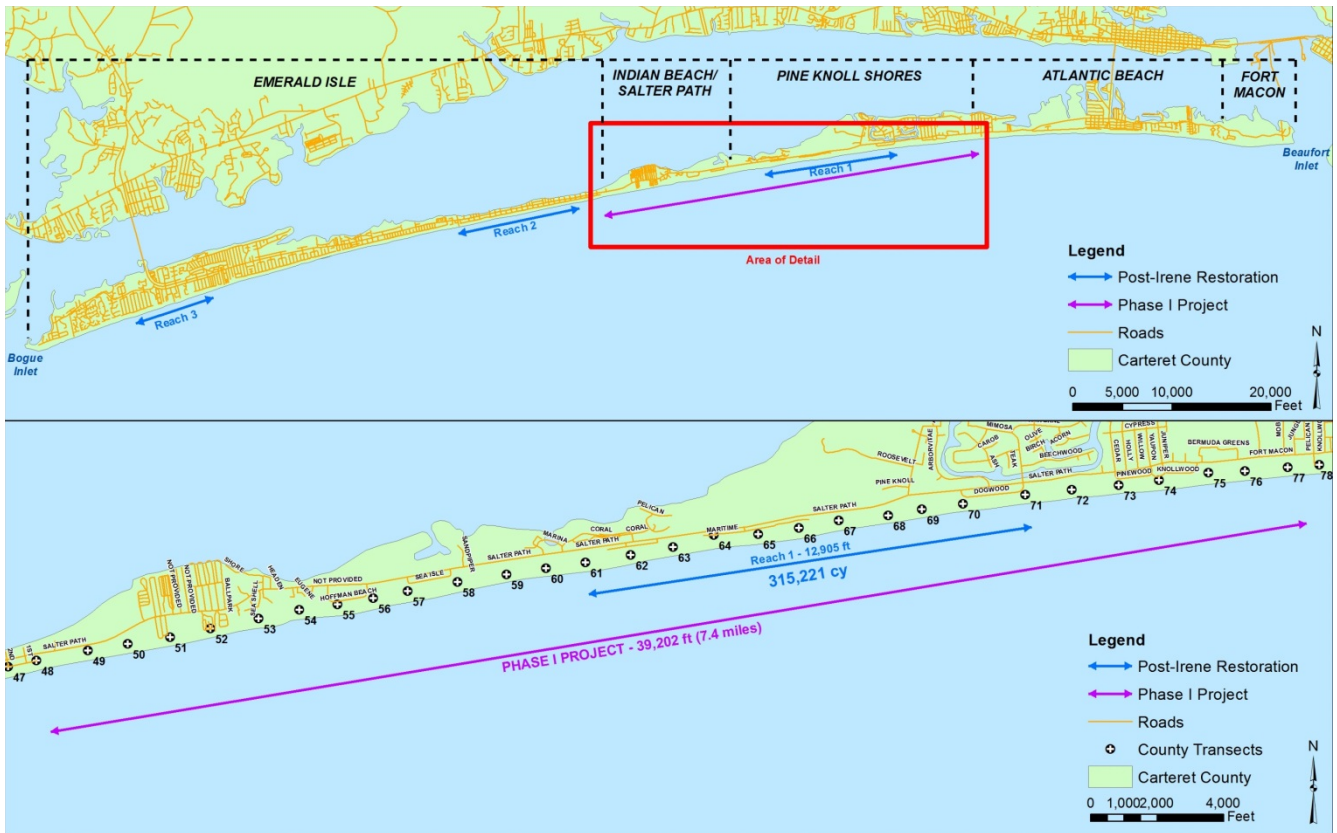 EMERALD ISLE
INDIAN BEACH/
SALTER PATH
PINE KNOLL SHORES
ATLANTIC BEACH
FORT
MACON
Beaufort
Inlet
Reach 1
Reach 2
Area of Detail
Reach 3
Bogue
Inlet
Legend
Post-Irene Restoration
Phase I Project
Roads
Carteret County
N
0 5,000 10,000 20,000
Feet
MIMOSA
CYPRESS
CAROB
OLIVE
BIRCH
ACORN
ARBORVITAE
ROOSEVELT
ASH
TEAK
BEECHWOOD
CEDAR
HOLLY
WILLOW
YAUPON
JUNIPER
BERMUDA GREENS
PELICAN
KNOLLWOOD
FORT MACON
SALTER PATH
PINEWOOD
KNOLLWOOD
PINE KNOLL
DOGWOOD
PELICAN
SALTER PATH
MARITIME
CORAL
CORAL
MARINA
SALTER PATH
SANDPIPER
SALTER PATH
SEA ISLE
NOT PROVIDED
HOFFMAN BEACH
EUGENE
HEADEN
SHORE
SEA SHELL
BALLPARK
NOT PROVIDED
NOT PROVIDED
SALTER PATH
1ST
2ND
47 48 49 50 51 52 53 54 55 56 57 58 59 60 61 62 63 64 65 66 67 68 69 70 71 72 73 74 75 76 77 78
Reach 1 - 12,905 ft
315,221 cy
PHASE I PROJECT - 39,202 ft (7.4 miles)
Legend
Post-Irene Restoration
Phase I Project
Roads
County Transects
Carteret County
N
0 1,000 2,000 4,000
Feet